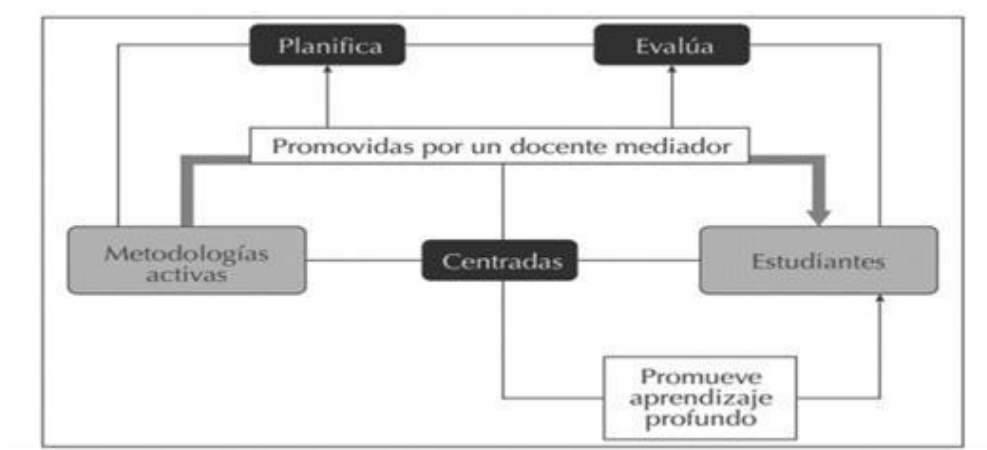 Planifica
Evalúa
Promovidas por un docente mediador
Metodologías
activas
Centradas
Estudiantes
Promueve
aprendizaje
profundo